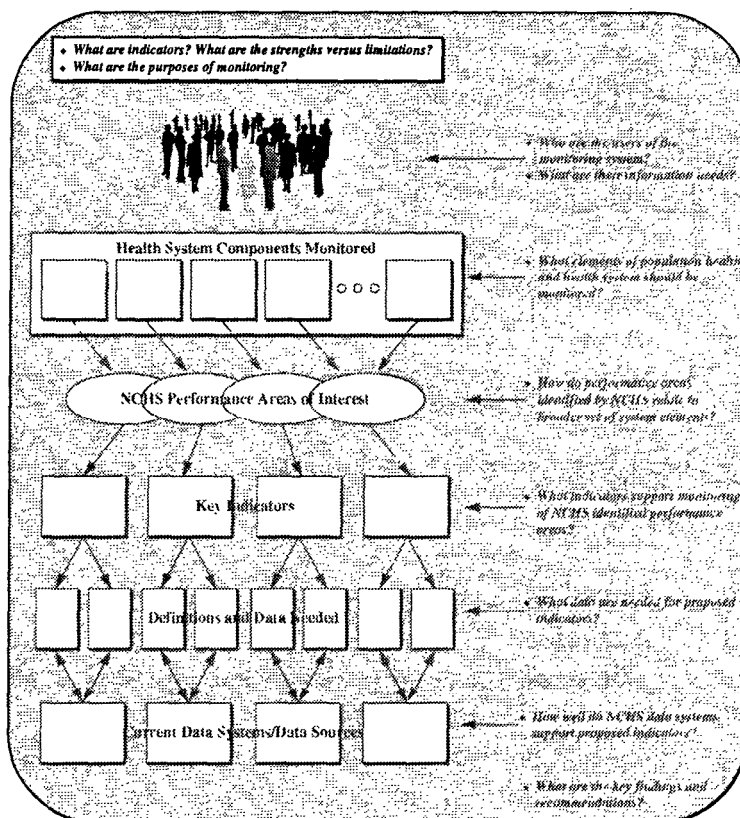 • What are indicators? What are the strengths versus limitations?
• What are the purposes of monitoring?
• Who are the users of the
monitoring system?
• What are their information needs?
Health System Components Monitored
• What elements of population health
and health system should be
monitored?
NCHS Performance Areas of Interest
• How do performance areas
identified by NCHS relate to
broader set of system elements?
Key Indicators
• What indicators support monitoring
of NCHS identified performance
areas?
Definitions and Data Needed
• What data are needed for proposed
indicators?
Current Data Systems/Data Sources
• How well do NCHS data systems
support proposed indicators?
• What are the key findings and
recommendations?